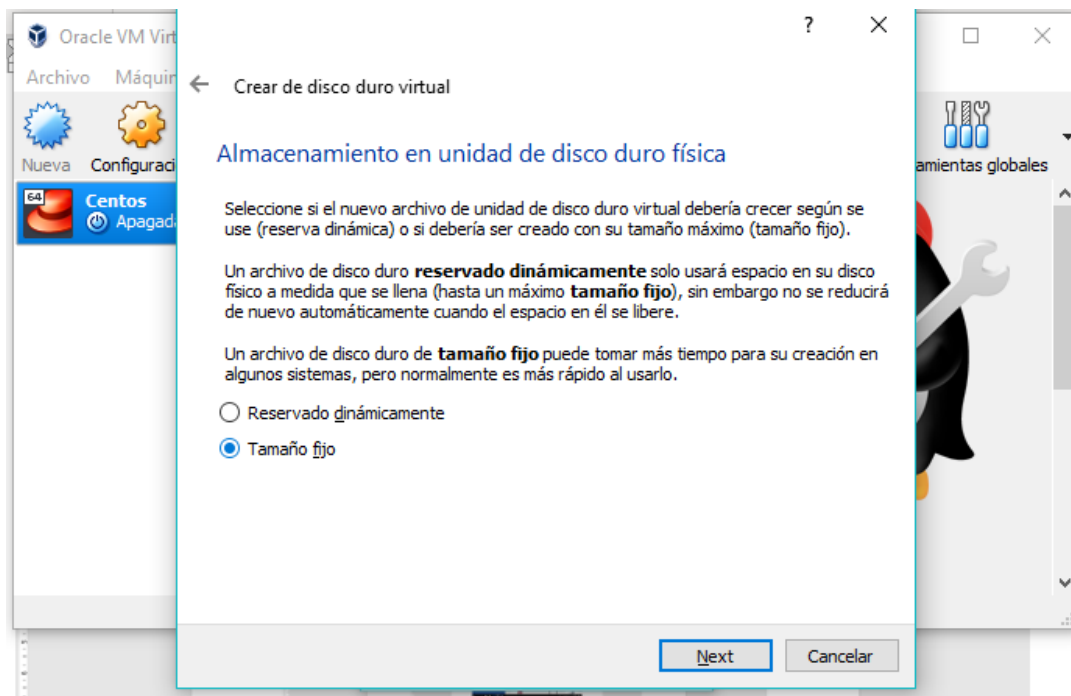 Oracle VM Virt
?
Archivo Máquin
Crear de disco duro virtual
Nueva Configuraci
amientas globales
Almacenamiento en unidad de disco duro física
64
Centos
Apagada
Seleccione si el nuevo archivo de unidad de disco duro virtual debería crecer según se
use (reserva dinámica) o si debería ser creado con su tamaño máximo (tamaño fijo).
Un archivo de disco duro reservado dinámicamente solo usará espacio en su disco
físico a medida que se llena (hasta un máximo tamaño fijo), sin embargo no se reducirá
de nuevo automáticamente cuando el espacio en él se libere.
Un archivo de disco duro de tamaño fijo puede tomar más tiempo para su creación en
algunos sistemas, pero normalmente es más rápido al usarlo.
Reservado dinámicamente
Tamaño fijo
Next Cancelar